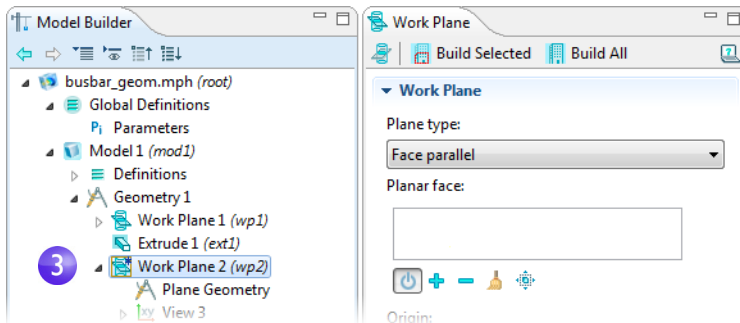 Model Builder
busbar_geom.mph (root)
Global Definitions
Pi Parameters
Model 1 (mod1)
Definitions
Geometry 1
Work Plane 1 (wp1)
Extrude 1 (ext1)
3 Work Plane 2 (wp2)
Plane Geometry
xy View 3
Work Plane
Build Selected Build All
Work Plane
Plane type:
Face parallel
Planar face:
Origin: